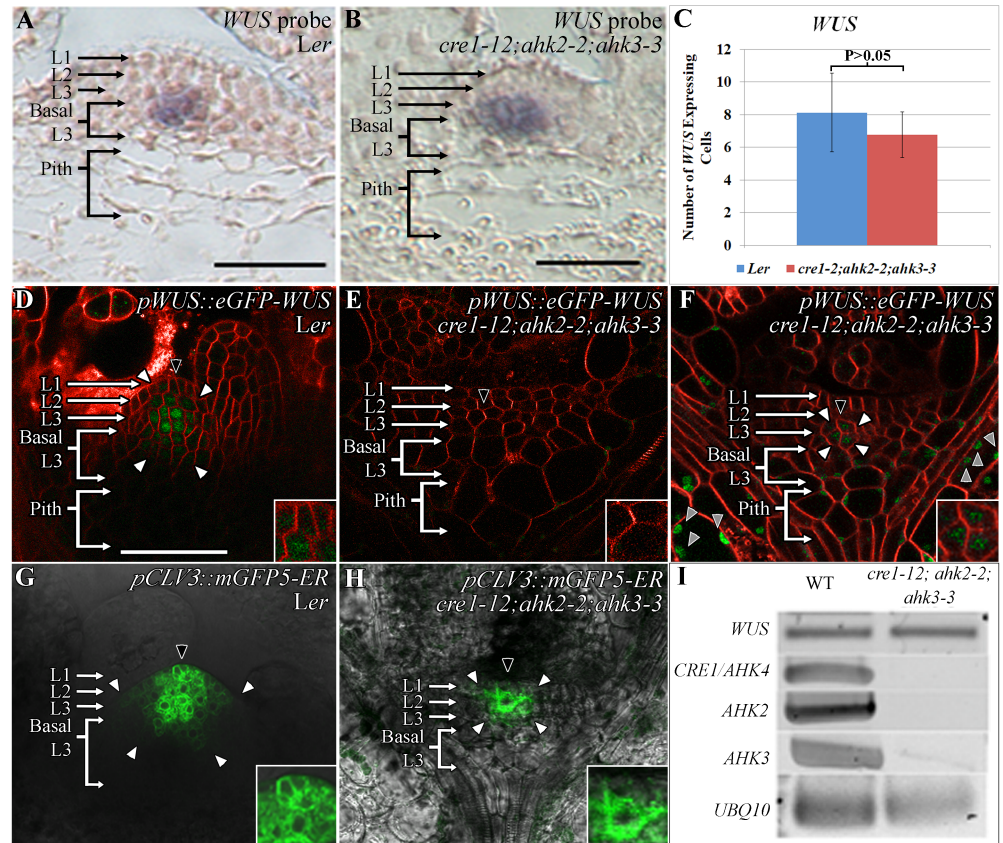 A
WUS probe
Ler
L1
L2
L3
Basal
L3
Pith
B
WUS probe
cre1-12;ahk2-2;ahk3-3
L1
L2
L3
Basal
L3
Pith
C
WUS
12
10
8
6
4
2
0
P>0.05
Number of WUS Expressing
Cells
Ler
cre1-2;ahk2-2;ahk3-3
D
pWUS::eGFP-WUS
Ler
L1
L2
L3
Basal
L3
Pith
E
pWUS::eGFP-WUS
cre1-12;ahk2-2;ahk3-3
L1
L2
L3
Basal
L3
Pith
F
pWUS::eGFP-WUS
cre1-12;ahk2-2;ahk3-3
L1
L2
L3
Basal
L3
Pith
G
pCLV3::mGFP5-ER
Ler
L1
L2
L3
Basal
L3
H
pCLV3::mGFP5-ER
cre1-12;ahk2-2;ahk3-3
L1
L2
L3
Basal
L3
I
WT
cre1-12; ahk2-2;
ahk3-3
WUS
CRE1/AHK4
AHK2
AHK3
UBQ10